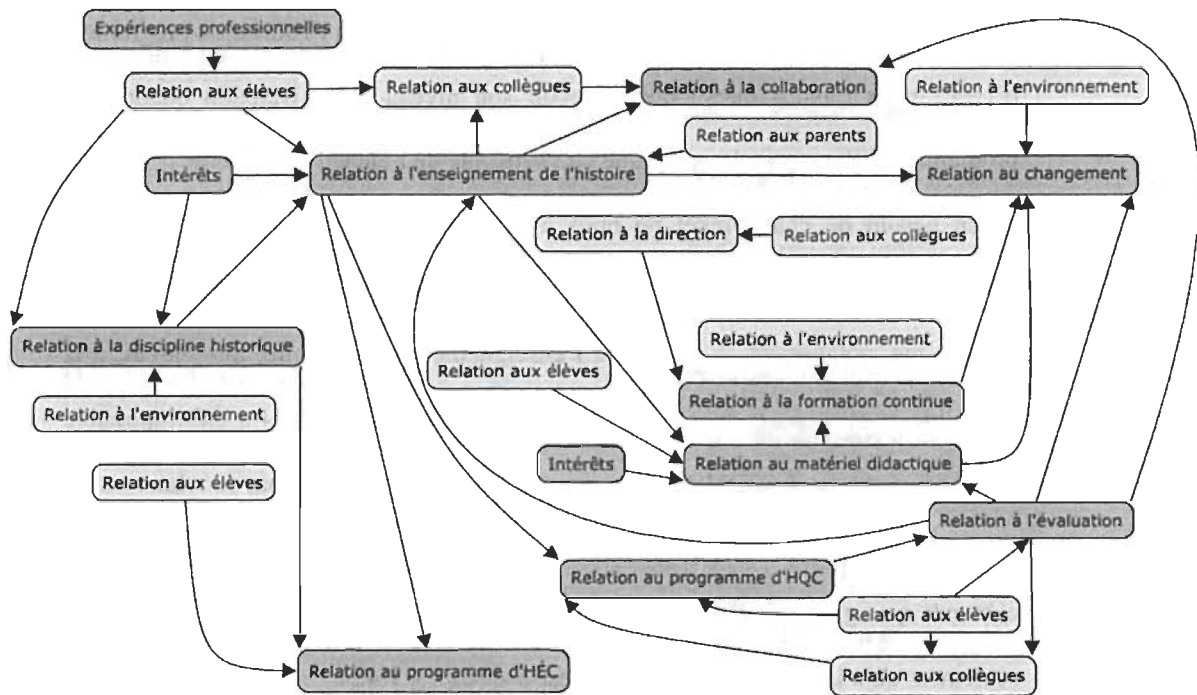 Expériences professionnelles
Relation aux élèves
Relation aux collègues
Relation à la collaboration
Relation à l'environnement
Relation aux parents
Intérêts
Relation à l'enseignement de l'histoire
Relation au changement
Relation à la direction
Relation aux collègues
Relation à la discipline historique
Relation à l'environnement
Relation aux élèves
Relation à la formation continue
Relation à l'environnement
Intérêts
Relation au matériel didactique
Relation aux élèves
Relation à l'évaluation
Relation au programme d'HQC
Relation aux élèves
Relation au programme d'HÉC
Relation aux collègues